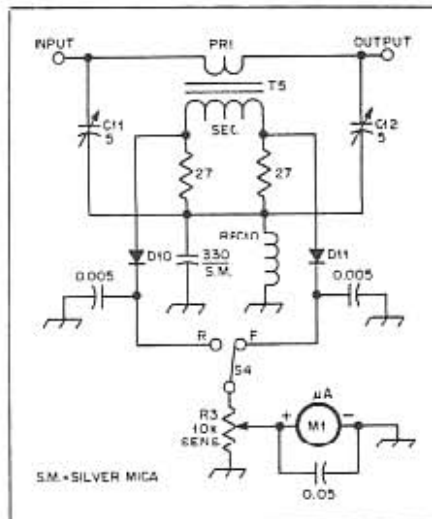 INPUT
PRI
OUTPUT
T5
C11
5
SEC.
C12
5
27
27
D10
330
S.M.
RFC10
D11
0.005
0.005
R
F
S4
R3
10K
SENS
μA
+
M1
-
0.05
S.M. = SILVER MICA